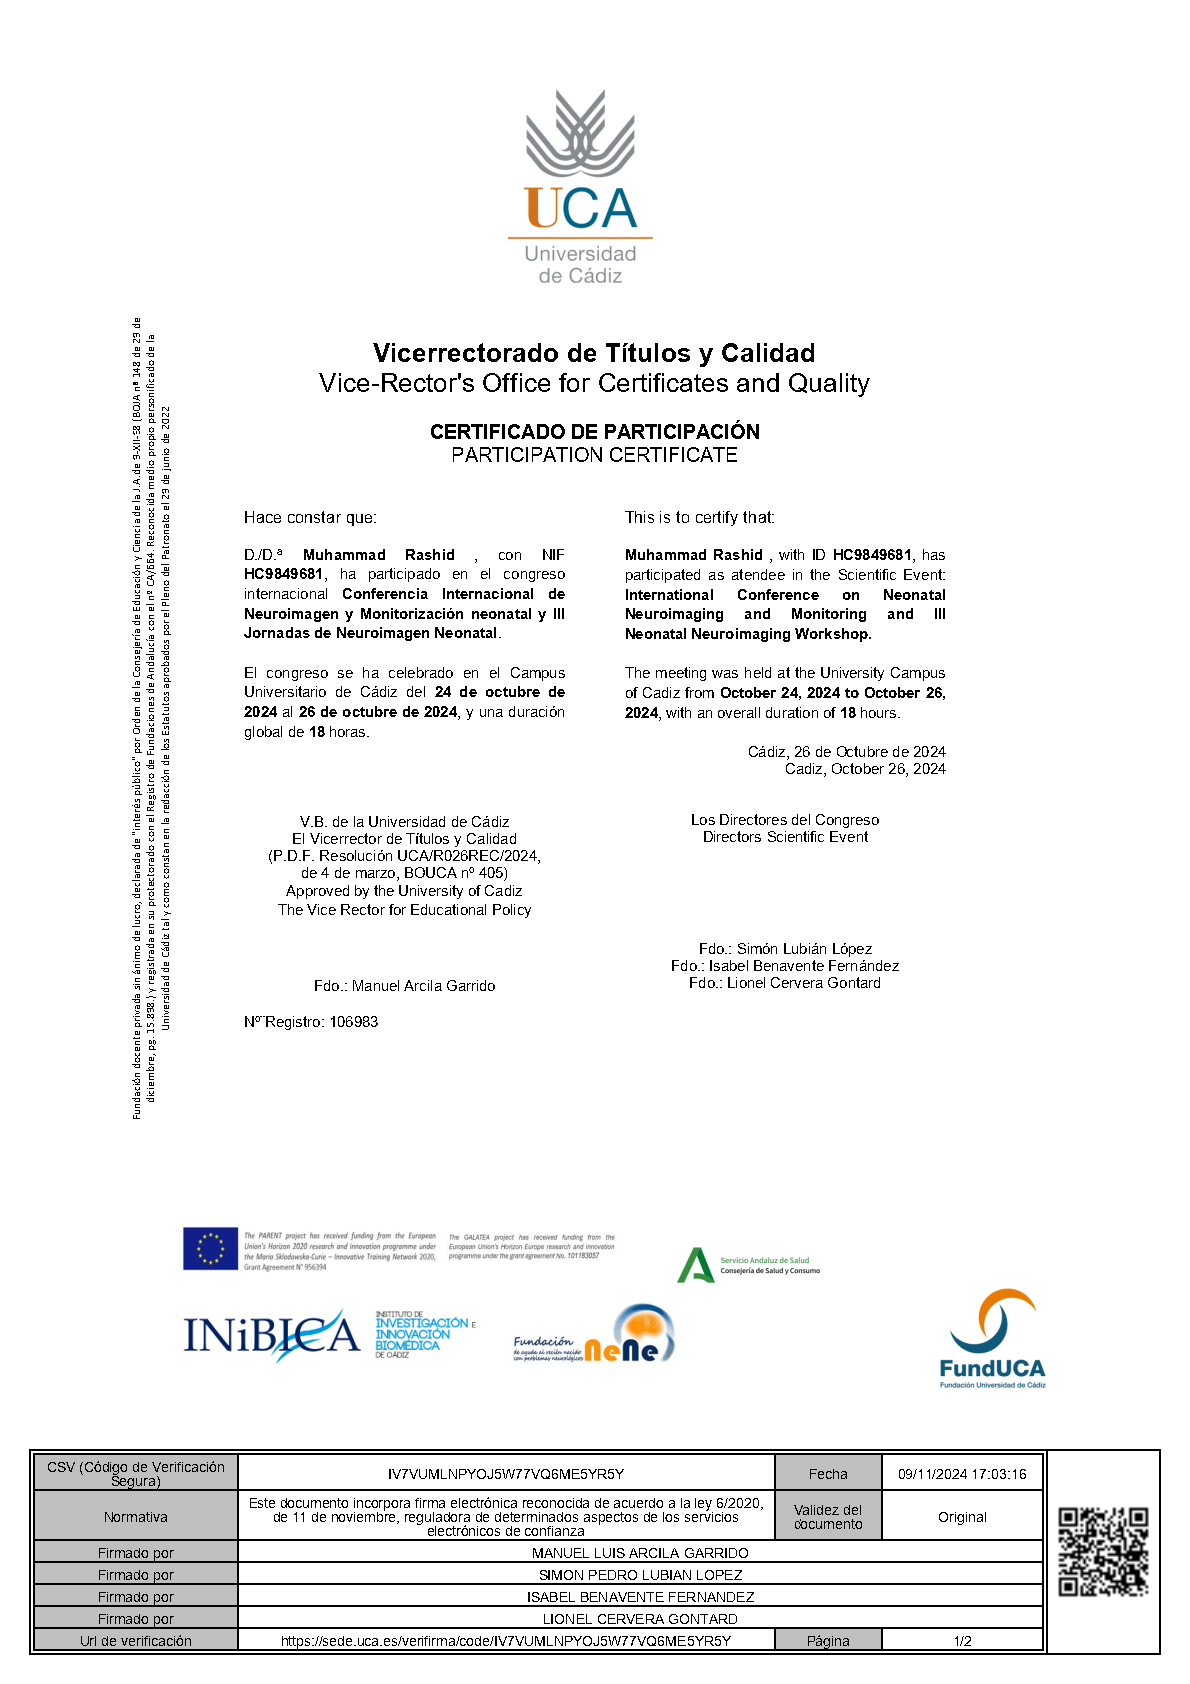 UCA
Universidad
de Cádiz
Vicerrectorado de Títulos y Calidad
Vice-Rector's Office for Certificates and Quality
CERTIFICADO DE PARTICIPACIÓN
PARTICIPATION CERTIFICATE
Fundación docente privada sin ánimo de lucro, declarada de "interés público" por Orden de la Consejería de Educación y Ciencia de la J.A.de 9-XII-98 (BOJA nº 148 de 29 de
diciembre, pg. 15.838.) y registrada en su protectorado con el Registro de Fundaciones de Andalucía con el nº CA/664. Reconocida medio propio personificado de la
Universidad de Cádiz tal y como constan en la redacción de los Estatutos aprobados por el Pleno del Patronato el 29 de junio de 2022
Hace constar que:
D./D.ª Muhammad Rashid , con NIF
HC9849681, ha participado en el congreso
internacional Conferencia Internacional de
Neuroimagen y Monitorización neonatal y III
Jornadas de Neuroimagen Neonatal.
El congreso se ha celebrado en el Campus
Universitario de Cádiz del 24 de octubre de
2024 al 26 de octubre de 2024, y una duración
global de 18 horas.
This is to certify that:
Muhammad Rashid , with ID HC9849681, has
participated as atendee in the Scientific Event:
International Conference on Neonatal
Neuroimaging and Monitoring and III
Neonatal Neuroimaging Workshop.
The meeting was held at the University Campus
of Cadiz from October 24, 2024 to October 26,
2024, with an overall duration of 18 hours.
Cádiz, 26 de Octubre de 2024
Cadiz, October 26, 2024
V.B. de la Universidad de Cádiz
El Vicerrector de Títulos y Calidad
(P.D.F. Resolución UCA/R026REC/2024,
de 4 de marzo, BOUCA nº 405)
Approved by the University of Cadiz
The Vice Rector for Educational Policy
Fdo.: Manuel Arcila Garrido
Los Directores del Congreso
Directors Scientific Event
Fdo.: Simón Lubián López
Fdo.: Isabel Benavente Fernández
Fdo.: Lionel Cervera Gontard
Nº¨Registro: 106983
The PARENT project has received funding from the European
Union's Horizon 2020 research and innovation programme under
the Marie Sklodowska-Curie – Innovative Training Network 2020,
Grant Agreement N° 956394
The GALATEA project has received funding from the
European Union's Horizon Europe research and innovation
programme under the grant agreement No. 101183057
Servicio Andaluz de Salud
Consejería de Salud y Consumo
INiBICA
INSTITUTO DE
INVESTIGACIÓN E
INNOVACIÓN
BIOMÉDICA
DE CÁDIZ
Fundación
de ayuda al recién nacido
con problemas neurológicos
neNe
FundUCA
Fundación Universidad de Cádiz
CSV (Código de Verificación
Segura)
IV7VUMLNPYOJ5W77VQ6ME5YR5Y
Fecha
09/11/2024 17:03:16
Normativa
Este documento incorpora firma electrónica reconocida de acuerdo a la ley 6/2020,
de 11 de noviembre, reguladora de determinados aspectos de los servicios
electrónicos de confianza
Validez del
documento
Original
Firmado por
MANUEL LUIS ARCILA GARRIDO
Firmado por
SIMON PEDRO LUBIAN LOPEZ
Firmado por
ISABEL BENAVENTE FERNANDEZ
Firmado por
LIONEL CERVERA GONTARD
Url de verificación
https://sede.uca.es/verifirma/code/IV7VUMLNPYOJ5W77VQ6ME5YR5Y
Página
1/2